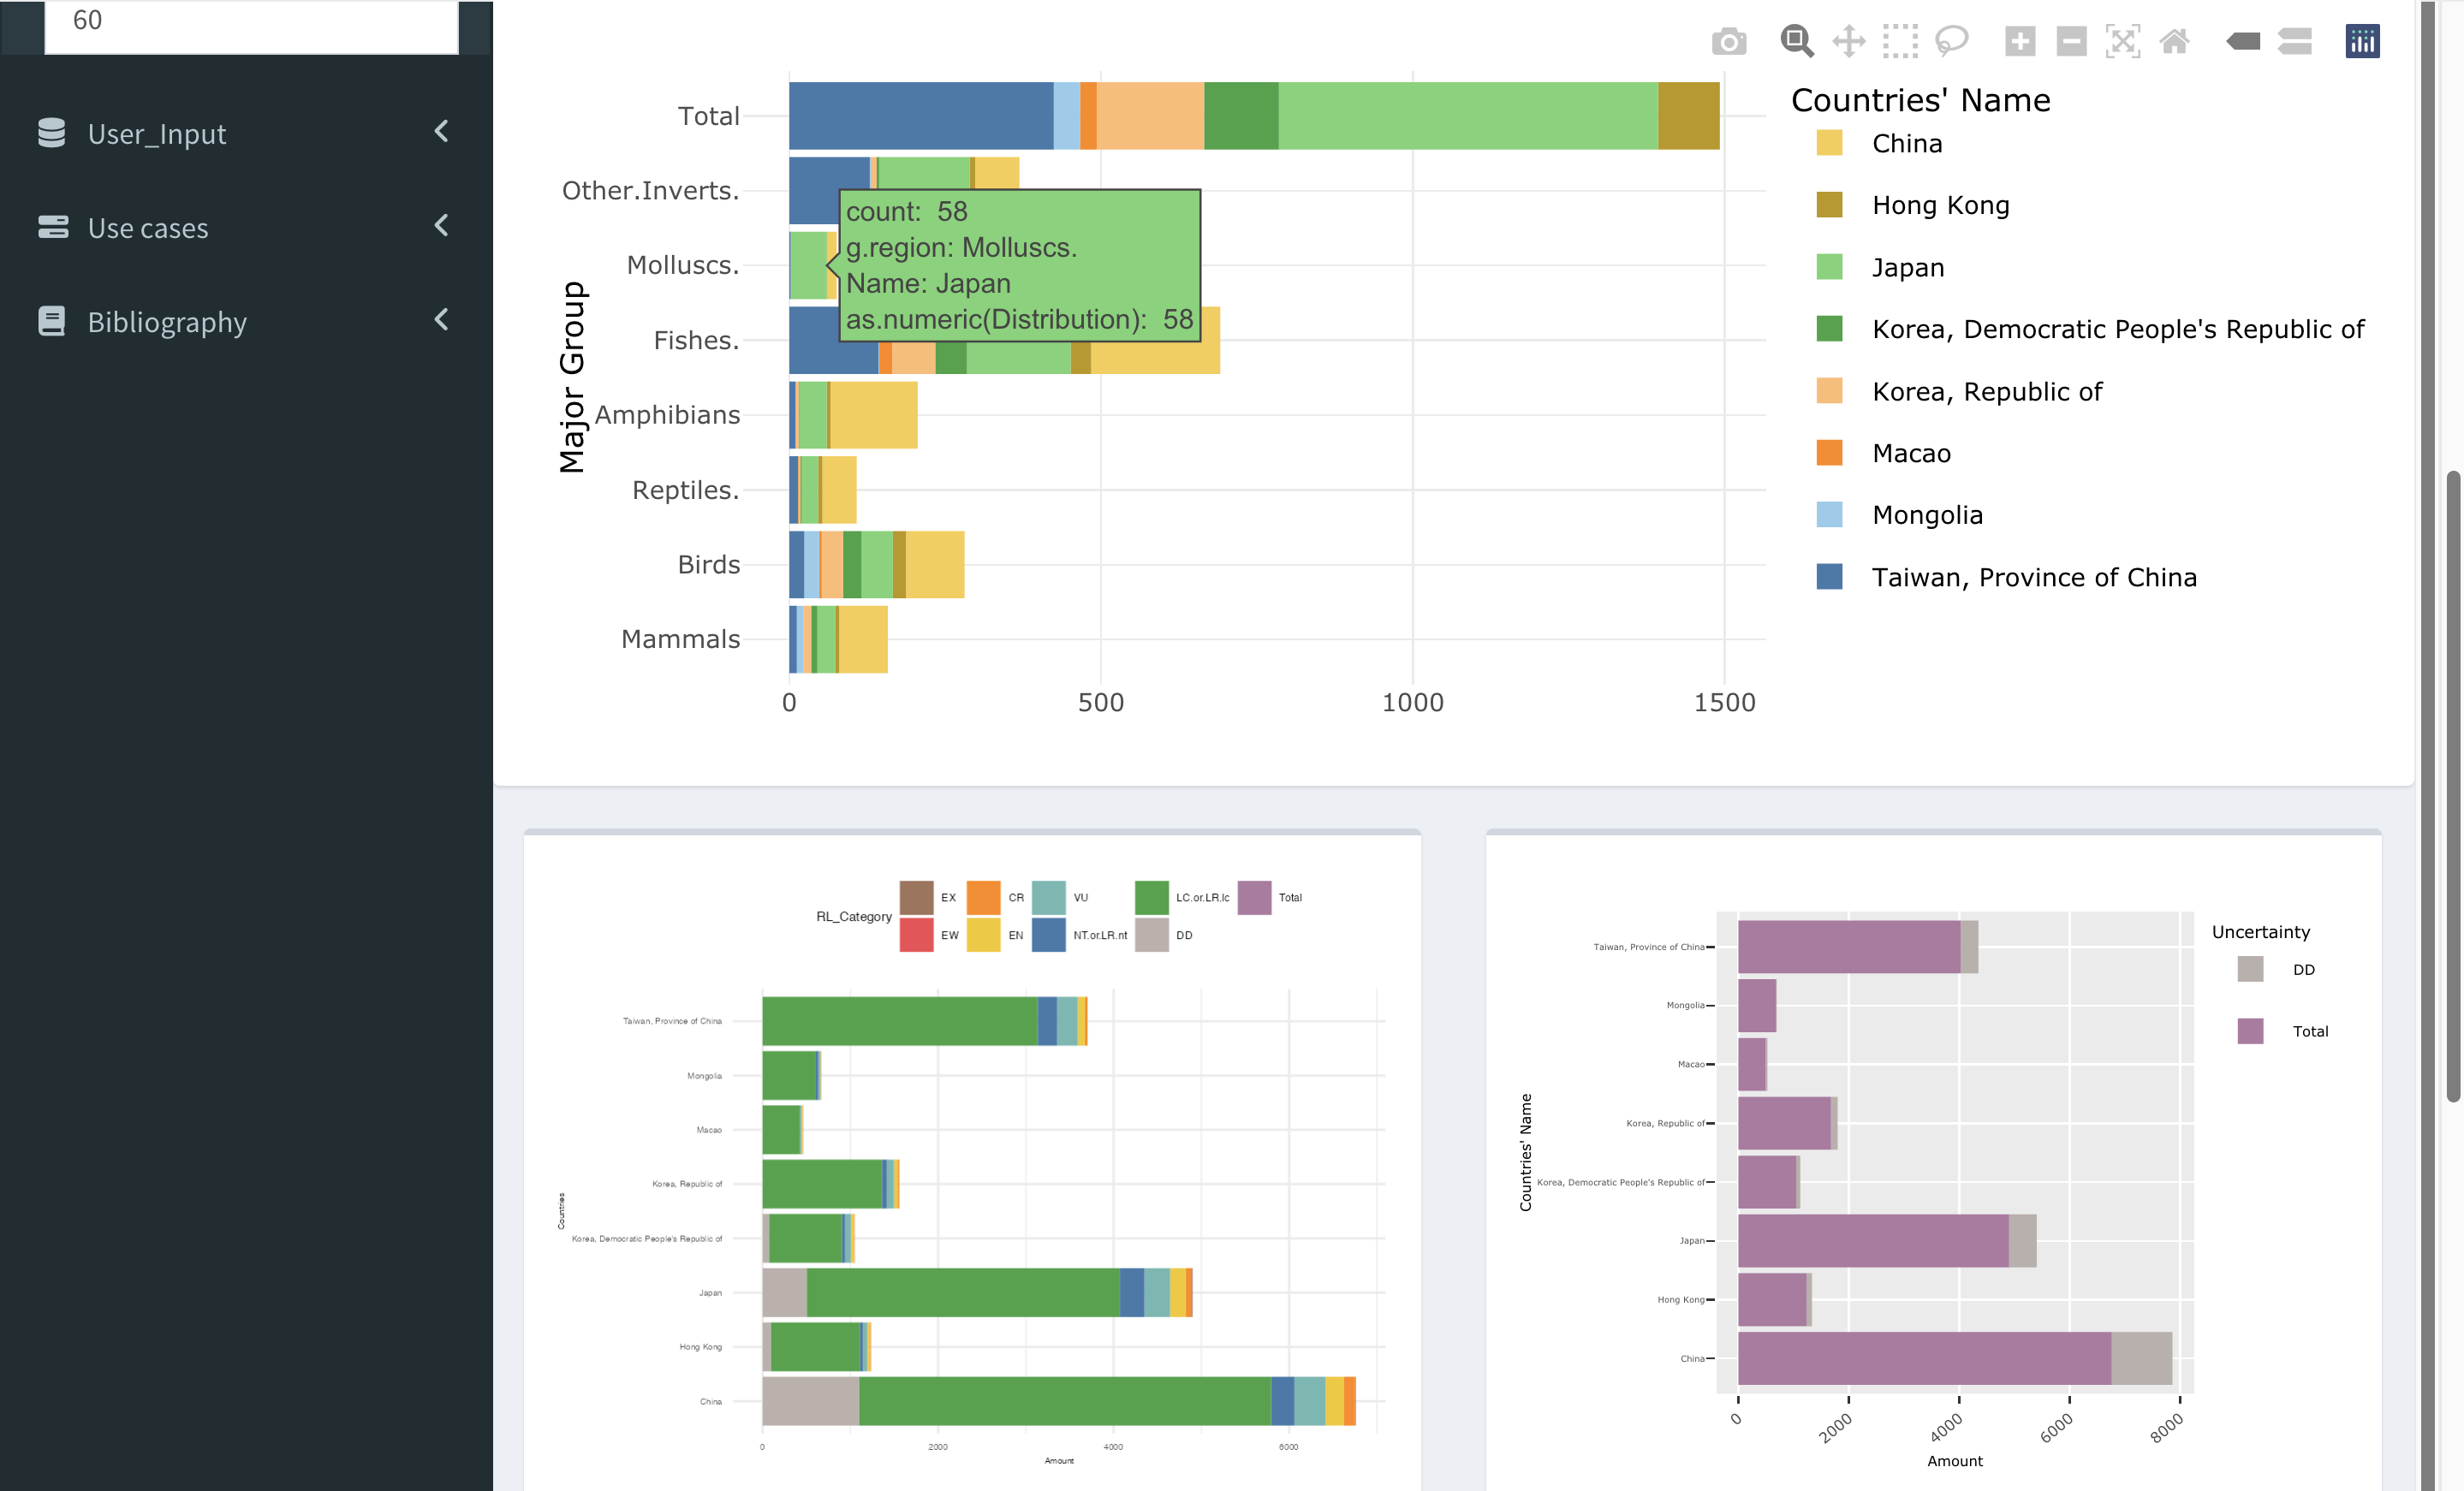 60
User_Input
Use cases
Bibliography
Total
Other.Inverts.
Molluscs.
Fishes.
Amphibians
Reptiles.
Birds
Mammals
Major Group
0 500 1000 1500
count: 58
g.region: Molluscs.
Name: Japan
as.numeric(Distribution): 58
Countries' Name
China
Hong Kong
Japan
Korea, Democratic People's Republic of
Korea, Republic of
Macao
Mongolia
Taiwan, Province of China
RL_Category
EX CR VU LC.or.LR.lc Total
EW EN NT.or.LR.nt DD
Taiwan, Province of China
Mongolia
Macao
Korea, Republic of
Korea, Democratic People's Republic of
Japan
Hong Kong
China
Countries
0 2000 4000 6000
Amount
Taiwan, Province of China
Mongolia
Macao
Korea, Republic of
Korea, Democratic People's Republic of
Japan
Hong Kong
China
Countries' Name
0 2000 4000 6000 8000
Amount
Uncertainty
DD
Total